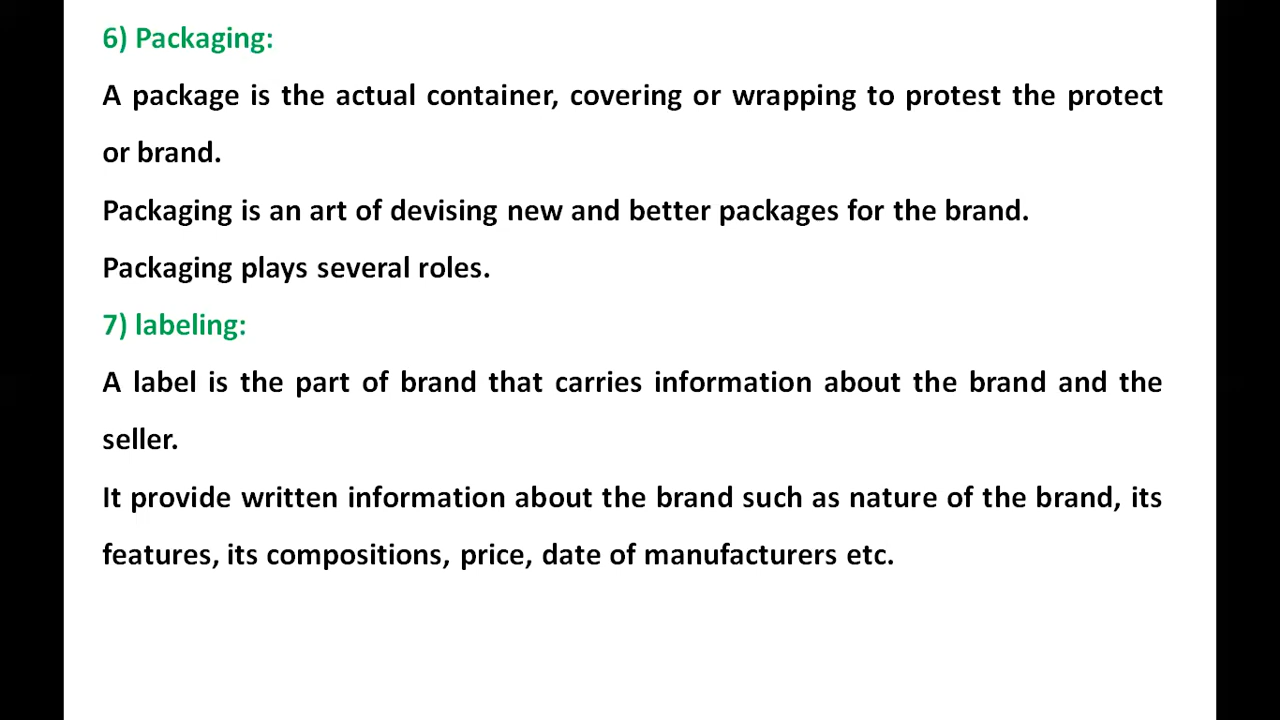 6) Packaging:
A package is the actual container, covering or wrapping to protest the protect
or brand.
Packaging is an art of devising new and better packages for the brand.
Packaging plays several roles.
7) labeling:
A label is the part of brand that carries information about the brand and the
seller.
It provide written information about the brand such as nature of the brand, its
features, its compositions, price, date of manufacturers etc.